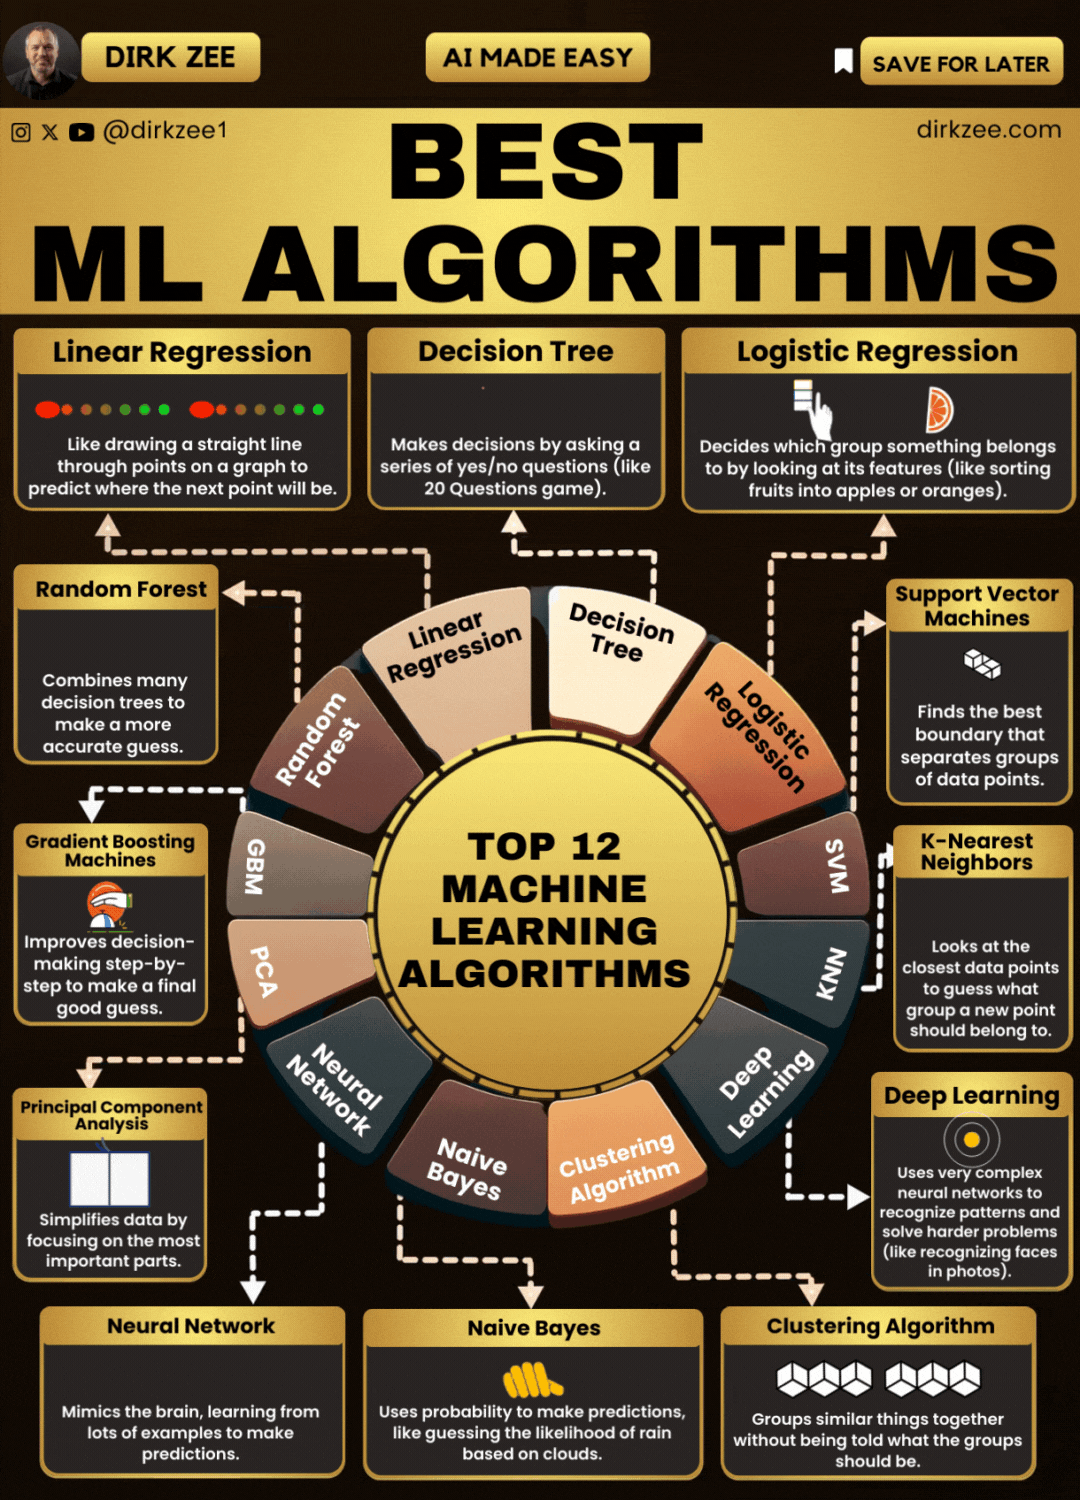 DIRK ZEE
AI MADE EASY
SAVE FOR LATER
@dirkzee1
dirkzee.com
BEST
ML ALGORITHMS
Linear Regression
Like drawing a straight line
through points on a graph to
predict where the next point will be.
Decision Tree
Makes decisions by asking a
series of yes/no questions (like
20 Questions game).
Logistic Regression
Decides which group something belongs
to by looking at its features (like sorting
fruits into apples or oranges).
Random Forest
Combines many
decision trees to
make a more
accurate guess.
Support Vector
Machines
Finds the best
boundary that
separates groups
of data points.
Gradient Boosting
Machines
Improves decision-
making step-by-
step to make a final
good guess.
K-Nearest
Neighbors
Looks at the
closest data points
to guess what
group a new point
should belong to.
Linear
Regression
Decision
Tree
Logistic
Regression
SVM
KNN
Deep
Learning
Clustering
Algorithm
Naive
Bayes
Neural
Network
PCA
GBM
Random
Forest
TOP 12
MACHINE
LEARNING
ALGORITHMS
Principal Component
Analysis
Simplifies data by
focusing on the most
important parts.
Deep Learning
Uses very complex
neural networks to
recognize patterns and
solve harder problems
(like recognizing faces
in photos).
Neural Network
Mimics the brain, learning from
lots of examples to make
predictions.
Naive Bayes
Uses probability to make predictions,
like guessing the likelihood of rain
based on clouds.
Clustering Algorithm
Groups similar things together
without being told what the groups
should be.